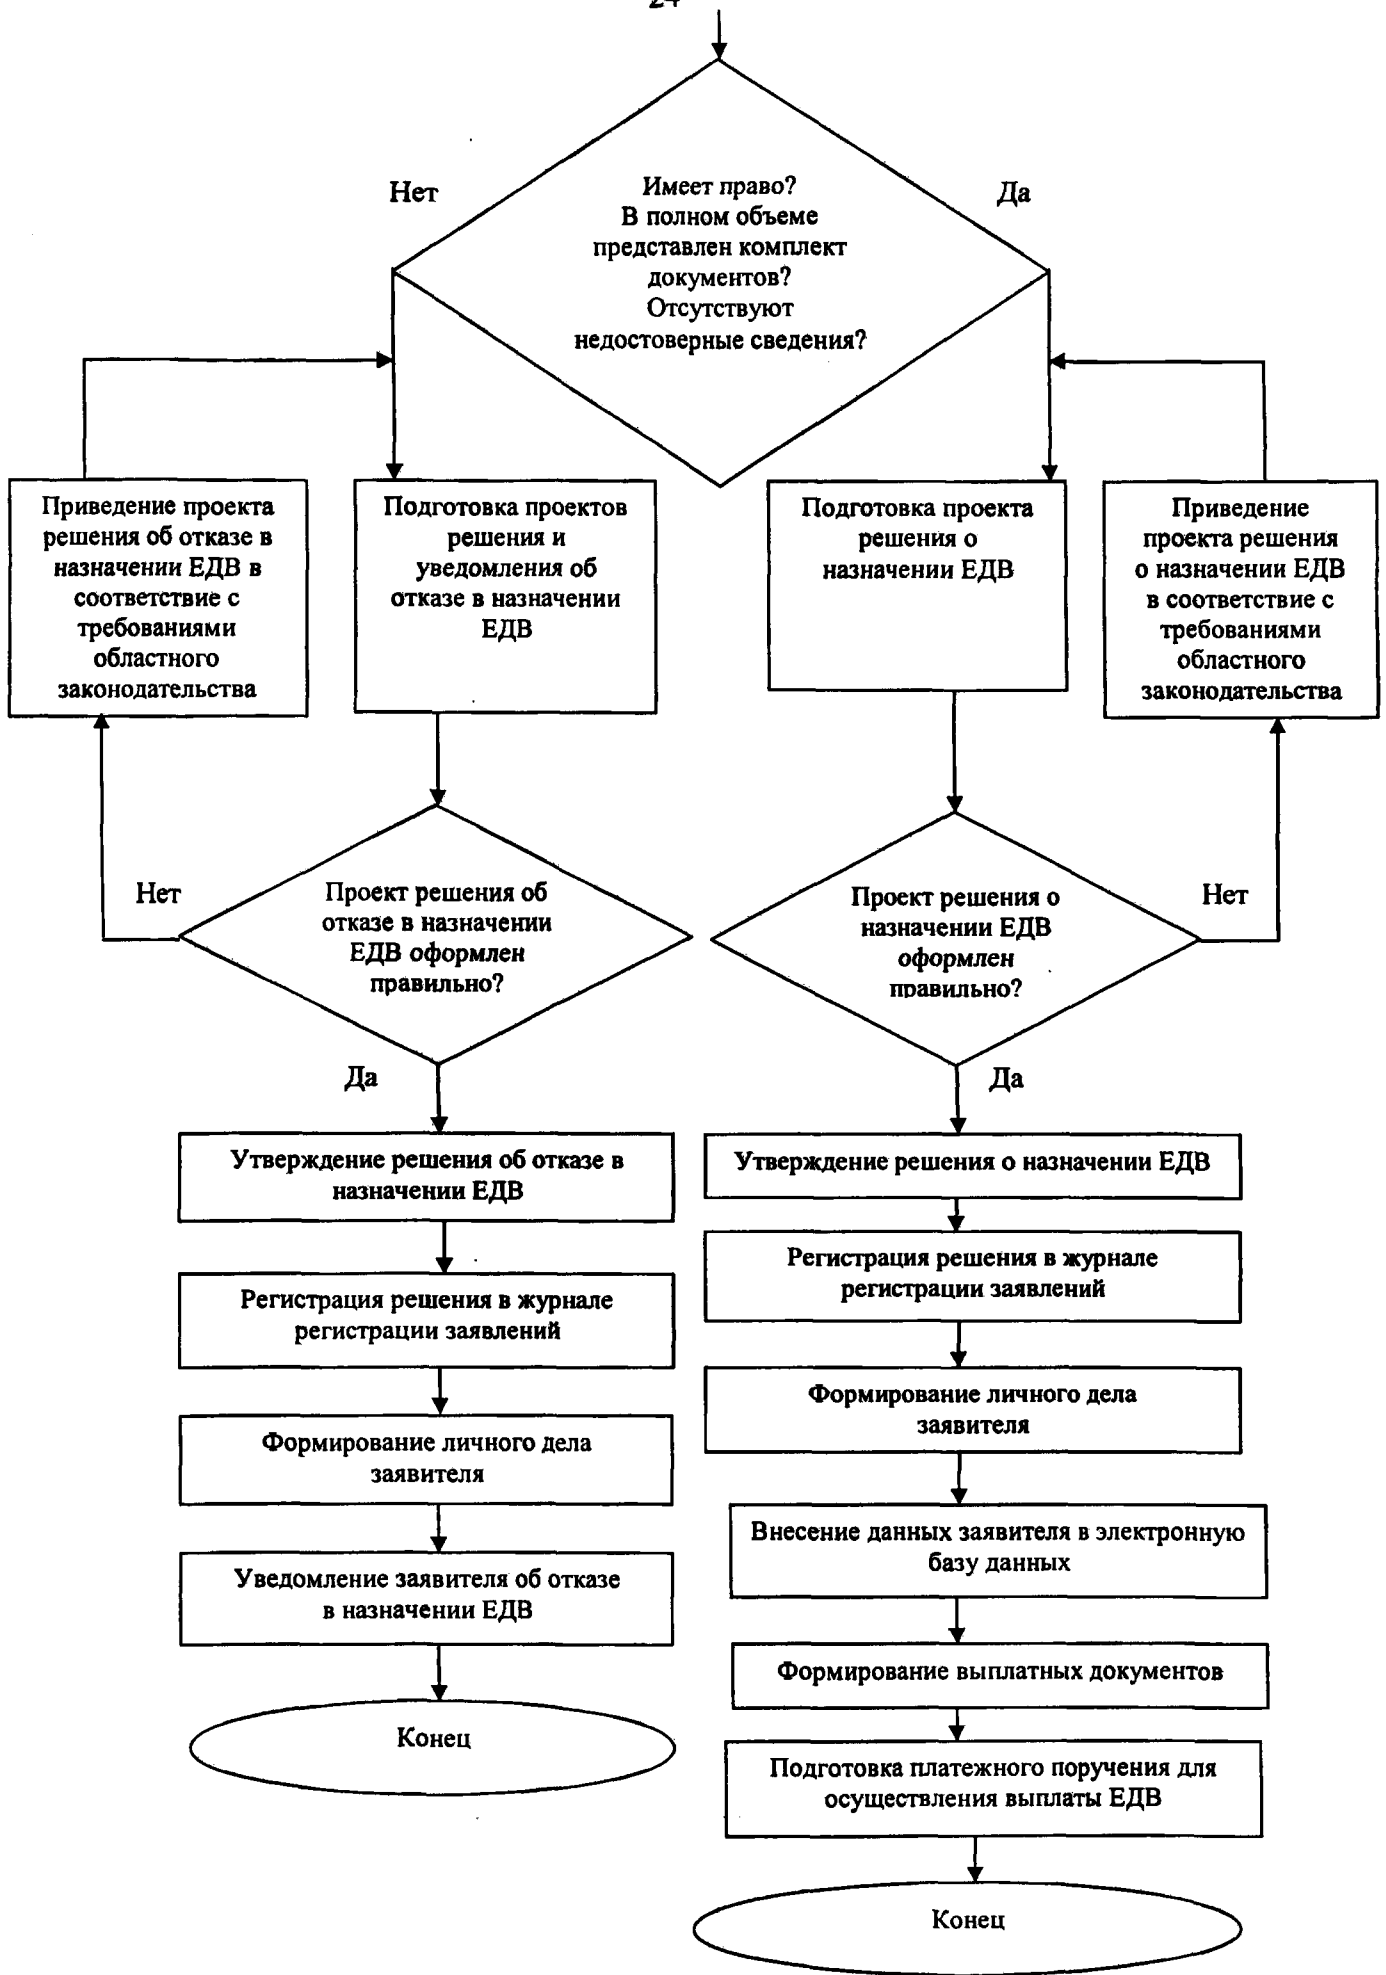 24
Имеет право?
В полном объеме
представлен комплект
документов?
Отсутствуют
недостоверные сведения?
Нет
Да
Приведение проекта
решения об отказе в
назначении ЕДВ в
соответствие с
требованиями
областного
законодательства
Подготовка проектов
решения и
уведомления об
отказе в назначении
ЕДВ
Подготовка проекта
решения о
назначении ЕДВ
Приведение
проекта решения
о назначении ЕДВ
в соответствие с
требованиями
областного
законодательства
Нет
Проект решения об
отказе в назначении
ЕДВ оформлен
правильно?
Проект решения о
назначении ЕДВ
оформлен
правильно?
Нет
Да
Да
Утверждение решения об отказе в
назначении ЕДВ
Регистрация решения в журнале
регистрации заявлений
Формирование личного дела
заявителя
Уведомление заявителя об отказе
в назначении ЕДВ
Конец
Утверждение решения о назначении ЕДВ
Регистрация решения в журнале
регистрации заявлений
Формирование личного дела
заявителя
Внесение данных заявителя в электронную
базу данных
Формирование выплатных документов
Подготовка платежного поручения для
осуществления выплаты ЕДВ
Конец